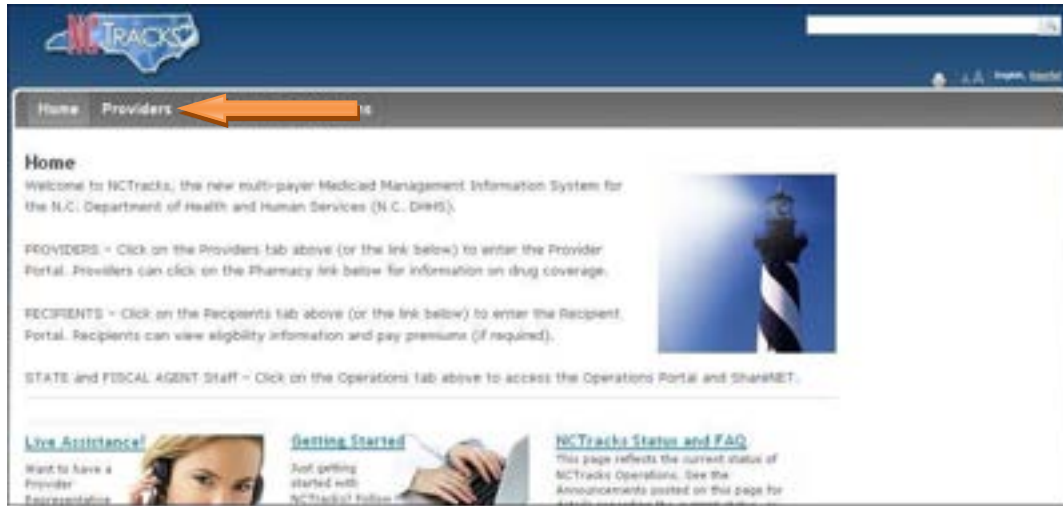 NCTRACKS
English,
Home Providers
Home
Welcome to NCTracks, the new multi-payer Medicaid Management Information System for
the N.C. Department of Health and Human Services (N.C. DHHS).
PROVIDERS – Click on the Providers tab above (or the link below) to enter the Provider
Portal. Providers can click on the Pharmacy link below for information on drug coverage.
RECIPIENTS – Click on the Recipients tab above (or the link below) to enter the Recipient
Portal. Recipients can view eligibility information and pay premiums (if required).
STATE and FISCAL AGENT Staff – Click on the Operations tab above to access the Operations Portal and ShareNET.
Live Assistance!
Want to have a
Provider
Representative
Getting Started
Just getting
started with
NCTracks? Follow
NCTracks Status and FAQ
This page reflects the current status of
NCTracks Operations. See the
Announcements posted on this page for